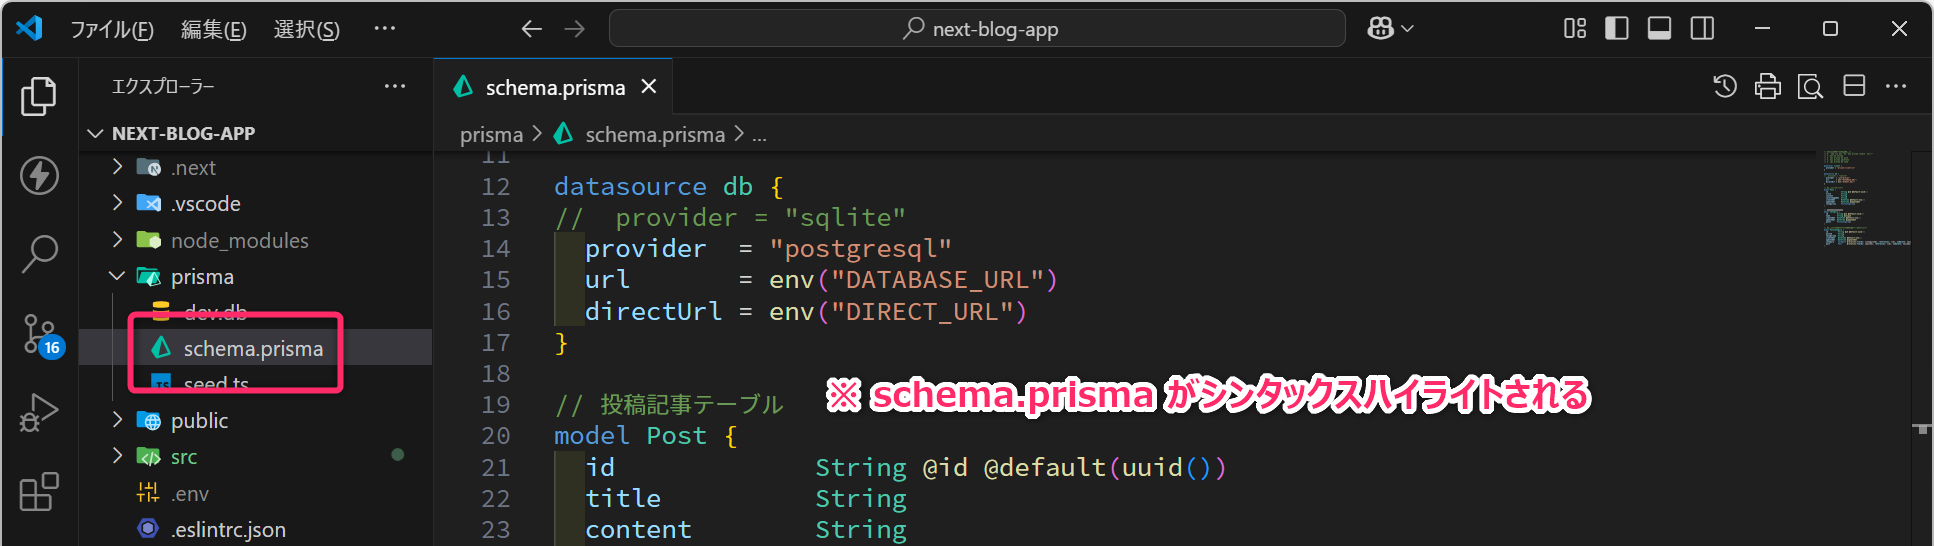 ファイル(F) 編集(E) 選択(S) ···
next-blog-app
エクスプローラー
NEXT-BLOG-APP
.next
.vscode
node_modules
prisma
dev.db
schema.prisma
seed.ts
public
src
.env
.eslintrc.json
16
schema.prisma
prisma > schema.prisma > ...
11
12 datasource db {
13 //  provider = "sqlite"
14   provider  = "postgresql"
15   url       = env("DATABASE_URL")
16   directUrl = env("DIRECT_URL")
17 }
18
19 // 投稿記事テーブル
20 model Post {
21   id             String @id @default(uuid())
22   title          String
23   content        String
※ schema.prisma がシンタックスハイライトされる